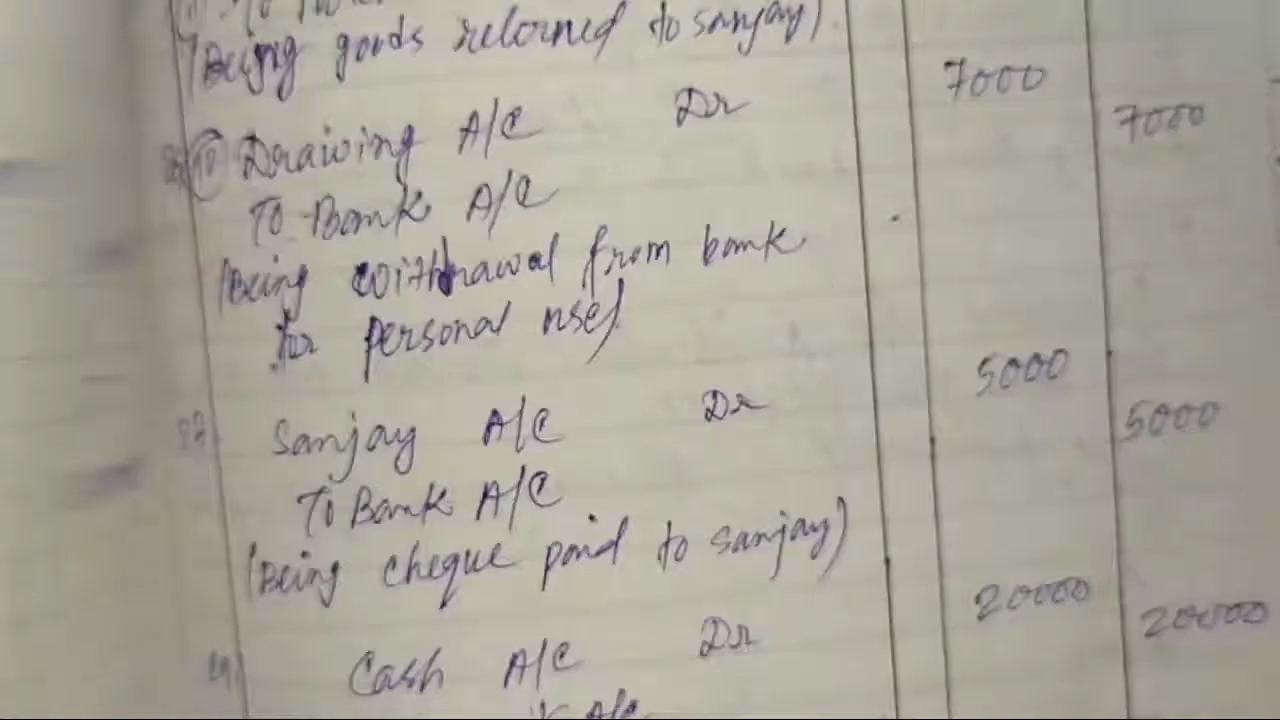 (Being goods relorned to sanjay)
Drawing A/C Dr 7000
To Bank A/C 7000
(Being withdrawal from bank
for personal use)
Sanjay A/C Dr 5000
To Bank A/C 5000
(Being cheque paid to sanjay)
Cash A/C Dr 20000
A/C 20000